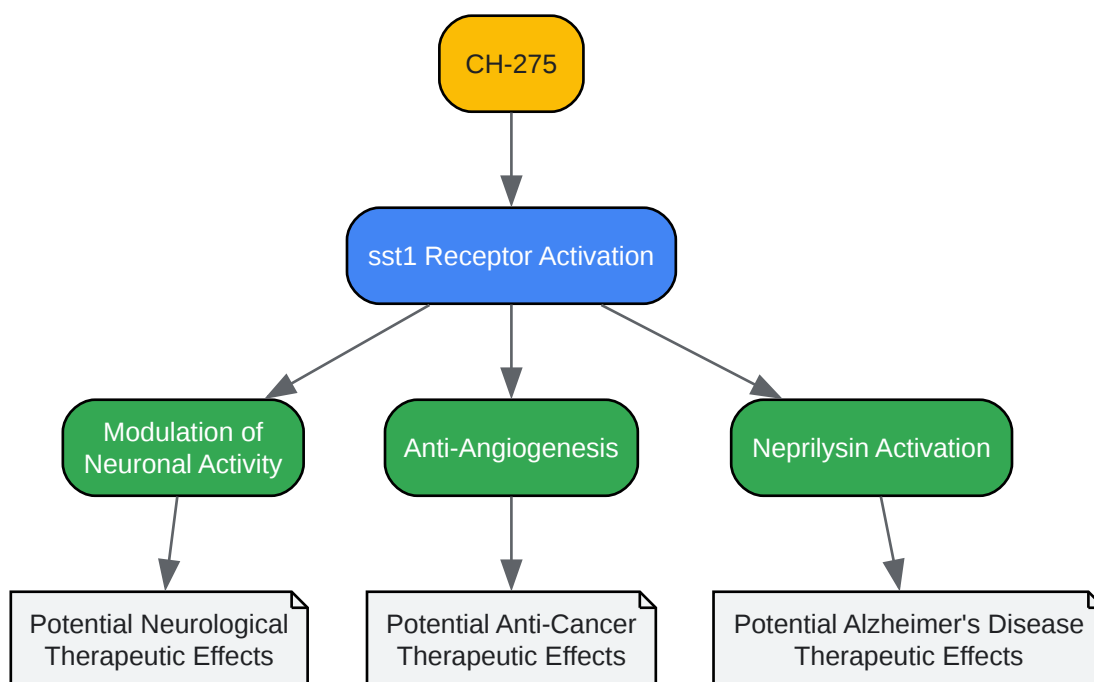 CH-275
sst1 Receptor Activation
Modulation of
Neuronal Activity
Anti-Angiogenesis
Neprilysin Activation
Potential Neurological
Therapeutic Effects
Potential Anti-Cancer
Therapeutic Effects
Potential Alzheimer's Disease
Therapeutic Effects